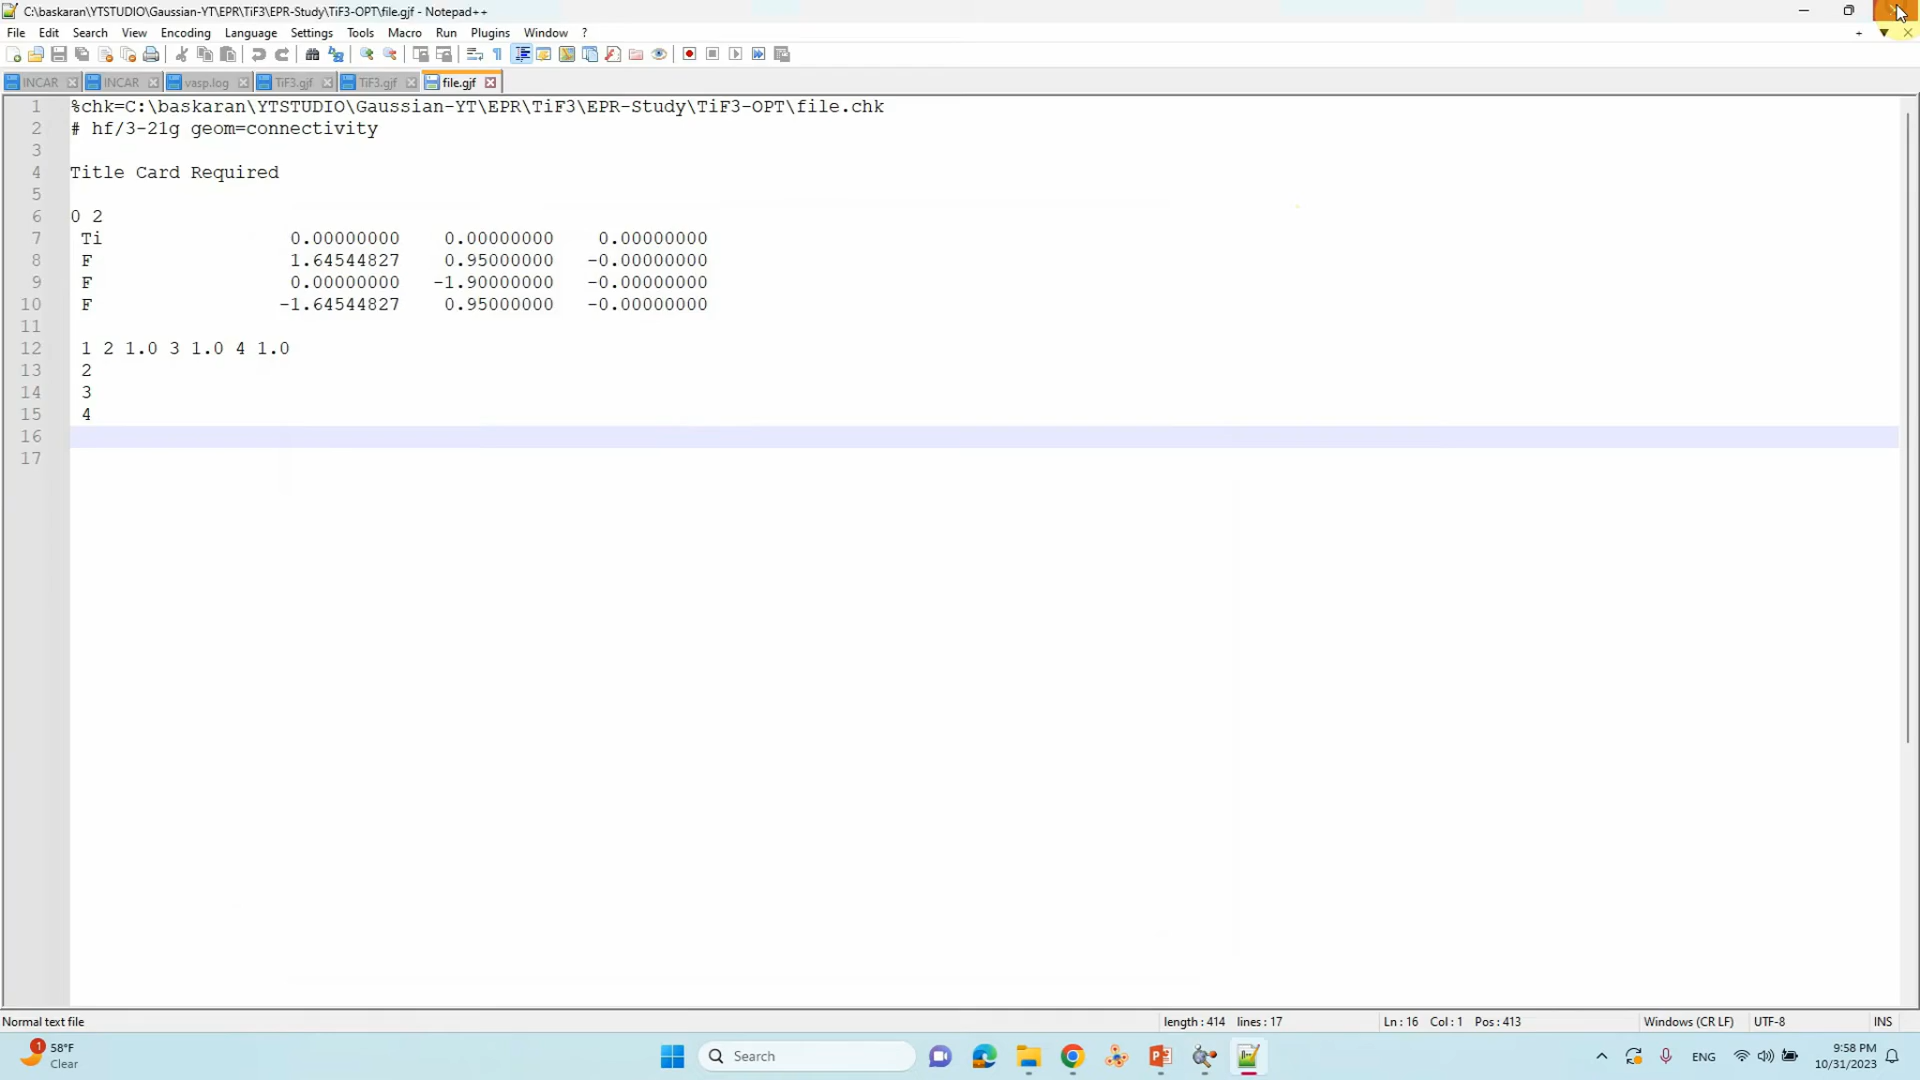 C:\baskaran\YTSTUDIO\Gaussian-YT\EPR\TiF3\EPR-Study\TiF3-OPT\file.gjf - Notepad++
File Edit Search View Encoding Language Settings Tools Macro Run Plugins Window ?
INCAR INCAR vasp.log TiF3.gjf TiF3.gjf file.gjf
1 %chk=C:\baskaran\YTSTUDIO\Gaussian-YT\EPR\TiF3\EPR-Study\TiF3-OPT\file.chk
2 # hf/3-21g geom=connectivity
3
4 Title Card Required
5
6 0 2
7 Ti 0.00000000 0.00000000 0.00000000
8 F 1.64544827 0.95000000 -0.00000000
9 F 0.00000000 -1.90000000 -0.00000000
10 F -1.64544827 0.95000000 -0.00000000
11
12 1 2 1.0 3 1.0 4 1.0
13 2
14 3
15 4
16
17
Normal text file length : 414 lines : 17 Ln : 16 Col : 1 Pos : 413 Windows (CR LF) UTF-8 INS
1 58°F
Clear
Search
ENG
9:58 PM
10/31/2023